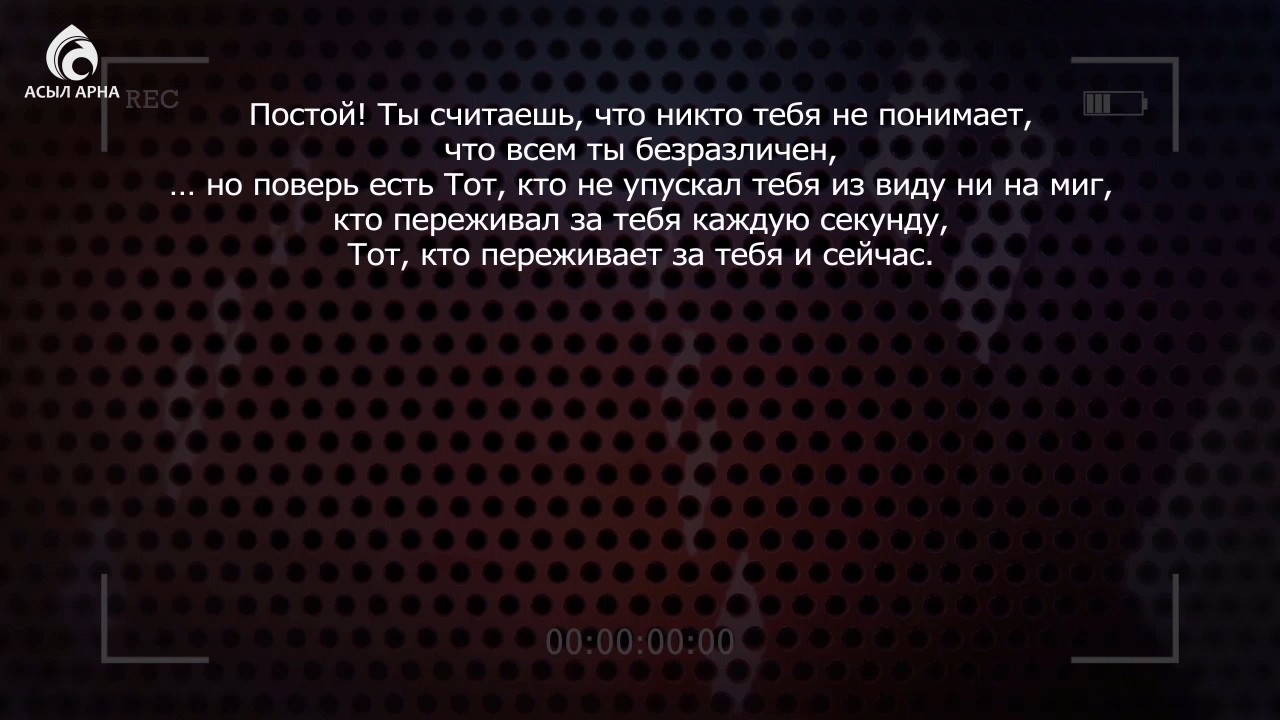 АСЫЛ АРНА
REC
Постой! Ты считаешь, что никто тебя не понимает,
что всем ты безразличен,
... но поверь есть Тот, кто не упускал тебя из виду ни на миг,
кто переживал за тебя каждую секунду,
Тот, кто переживает за тебя и сейчас.
00:00:00:00